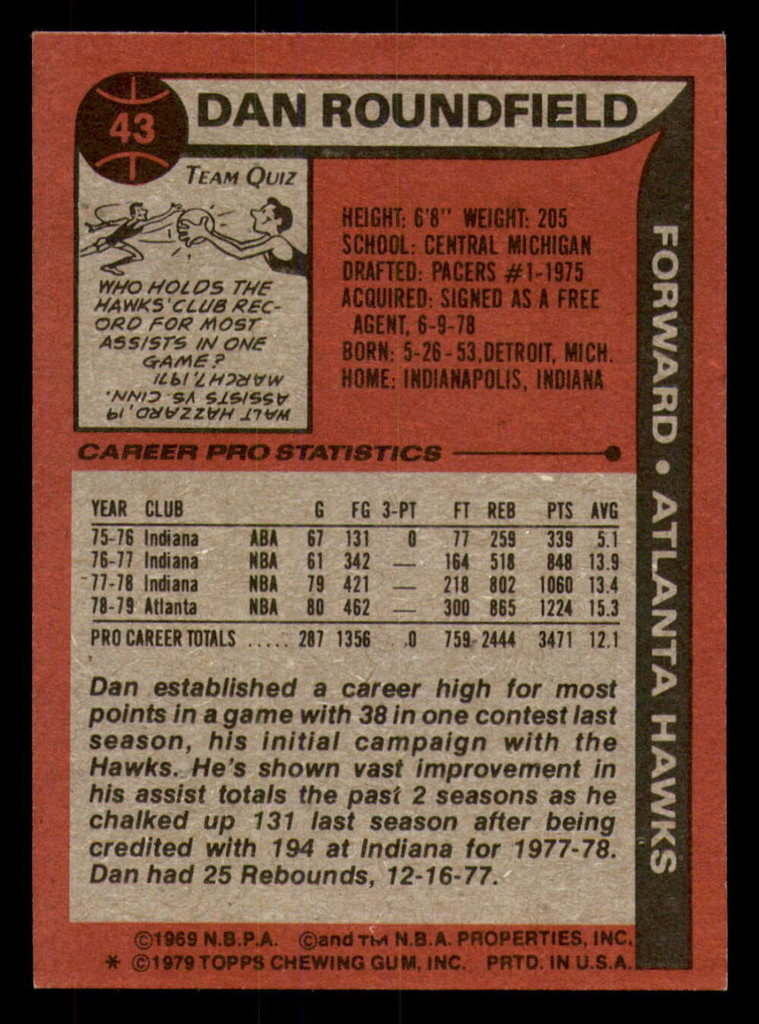 43
DAN ROUNDFIELD
TEAM QUIZ
WHO HOLDS THE
HAWKS' CLUB REC-
ORD FOR MOST
ASSISTS IN ONE
GAME?
WALT HAZZARD, 19
ASSISTS VS. CINN.
MARCH 7, 1971
HEIGHT: 6'8" WEIGHT: 205
SCHOOL: CENTRAL MICHIGAN
DRAFTED: PACERS #1-1975
ACQUIRED: SIGNED AS A FREE
AGENT, 6-9-78
BORN: 5-26-53, DETROIT, MICH.
HOME: INDIANAPOLIS, INDIANA
FORWARD • ATLANTA HAWKS
CAREER PRO STATISTICS
YEAR CLUB G FG 3-PT FT REB PTS AVG
75-76 Indiana ABA 67 131 0 77 259 339 5.1
76-77 Indiana NBA 61 342 — 164 518 848 13.9
77-78 Indiana NBA 79 421 — 218 802 1060 13.4
78-79 Atlanta NBA 80 462 — 300 865 1224 15.3
PRO CAREER TOTALS ..... 287 1356 0 759 2444 3471 12.1
Dan established a career high for most
points in a game with 38 in one contest last
season, his initial campaign with the
Hawks. He's shown vast improvement in
his assist totals the past 2 seasons as he
chalked up 131 last season after being
credited with 194 at Indiana for 1977-78.
Dan had 25 Rebounds, 12-16-77.
©1969 N.B.P.A. ©and TM N.B.A. PROPERTIES, INC.
* ©1979 TOPPS CHEWING GUM, INC. PRTD. IN U.S.A.